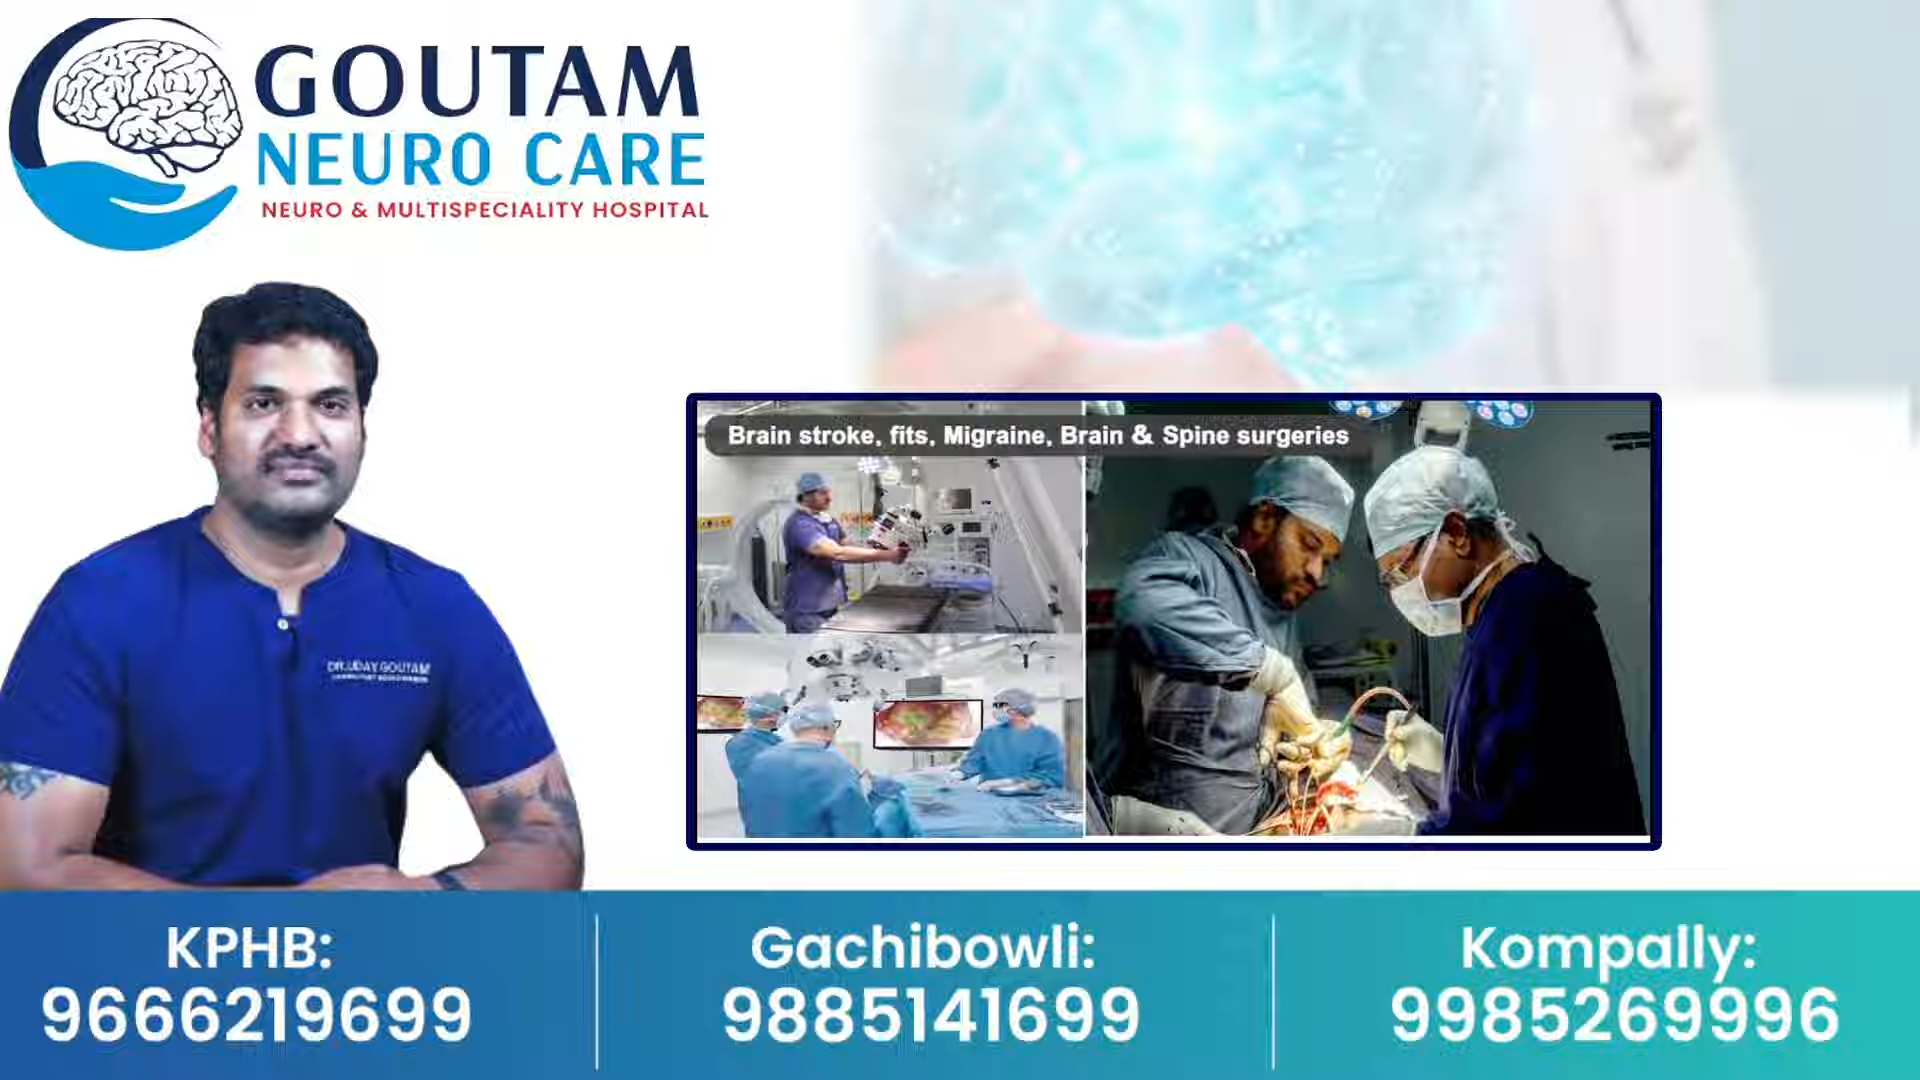 GOUTAM
NEURO CARE
NEURO & MULTISPECIALITY HOSPITAL
Brain stroke, fits, Migraine, Brain & Spine surgeries
DR.UDAY GOUTAM
KPHB:
9666219699
Gachibowli:
9885141699
Kompally:
9985269996